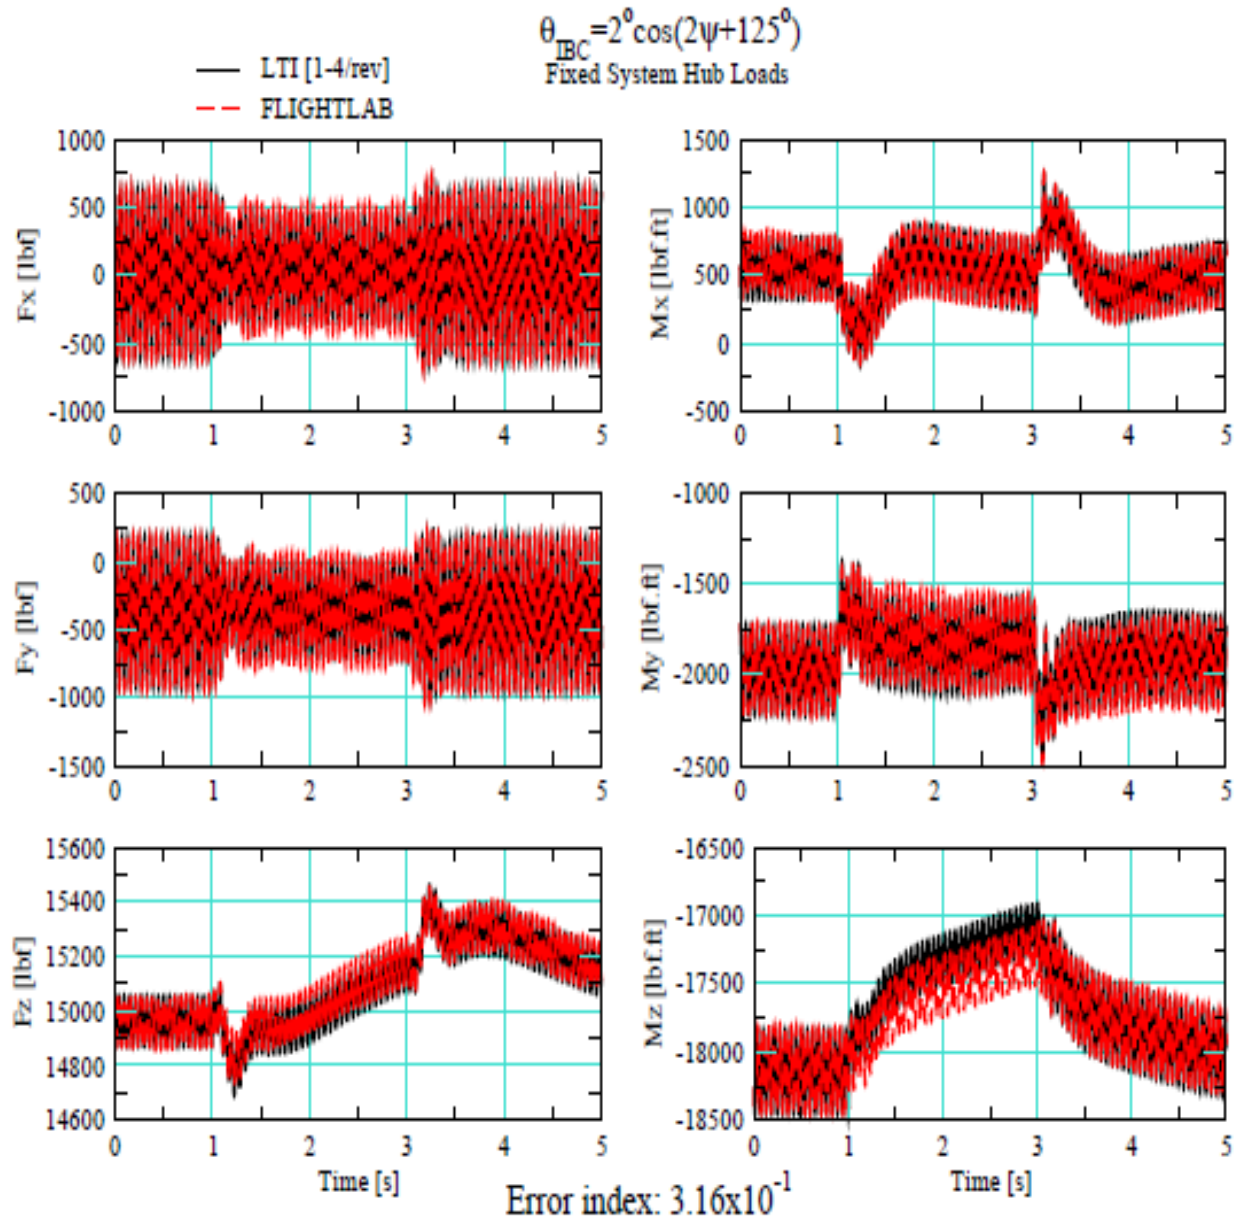 θ_IBC=2°cos(2ψ+125°)
Fixed System Hub Loads
LTI [1-4/rev]
FLIGHTLAB
Fx [lbf]
1000
500
0
-500
-1000
0 1 2 3 4 5
Mx [lbf.ft]
1500
1000
500
0
-500
0 1 2 3 4 5
Fy [lbf]
500
0
-500
-1000
-1500
0 1 2 3 4 5
My [lbf.ft]
-1000
-1500
-2000
-2500
0 1 2 3 4 5
Fz [lbf]
15600
15400
15200
15000
14800
14600
0 1 2 3 4 5
Time [s]
Mz [lbf.ft]
-16500
-17000
-17500
-18000
-18500
0 1 2 3 4 5
Time [s]
Error index: 3.16x10⁻¹